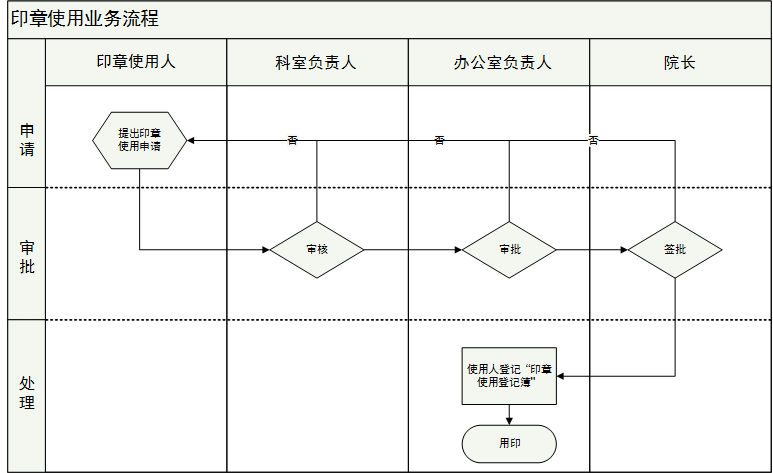 印章使用业务流程
印章使用人
科室负责人
办公室负责人
院长
申
请
提出印章
使用申请
否
否
否
审
批
审核
审批
签批
处
理
使用人登记“印章
使用登记簿"
用印